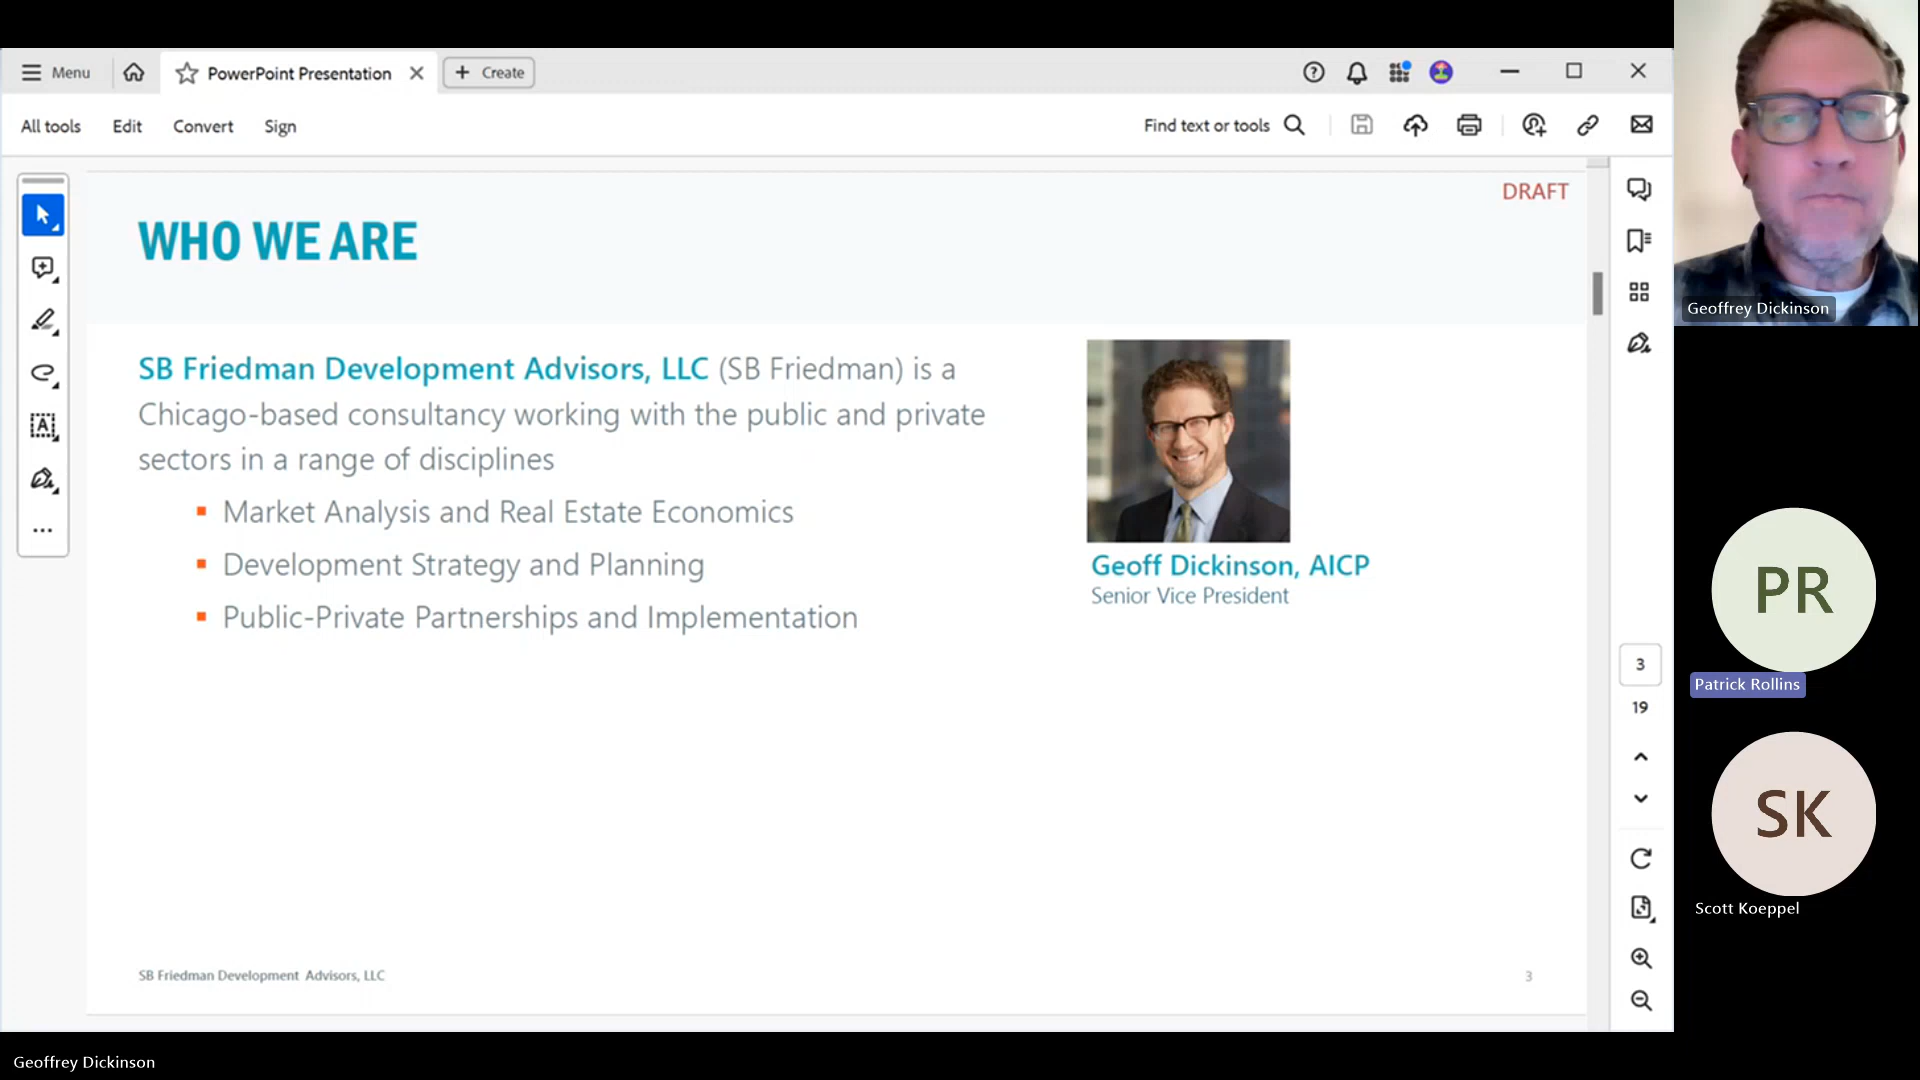 Menu
PowerPoint Presentation
Create
All tools
Edit
Convert
Sign
Find text or tools
DRAFT
WHO WE ARE
SB Friedman Development Advisors, LLC (SB Friedman) is a
Chicago-based consultancy working with the public and private
sectors in a range of disciplines
Market Analysis and Real Estate Economics
Development Strategy and Planning
Public-Private Partnerships and Implementation
Geoff Dickinson, AICP
Senior Vice President
SB Friedman Development Advisors, LLC
3
3
19
Geoffrey Dickinson
PR
Patrick Rollins
SK
Scott Koeppel
Geoffrey Dickinson